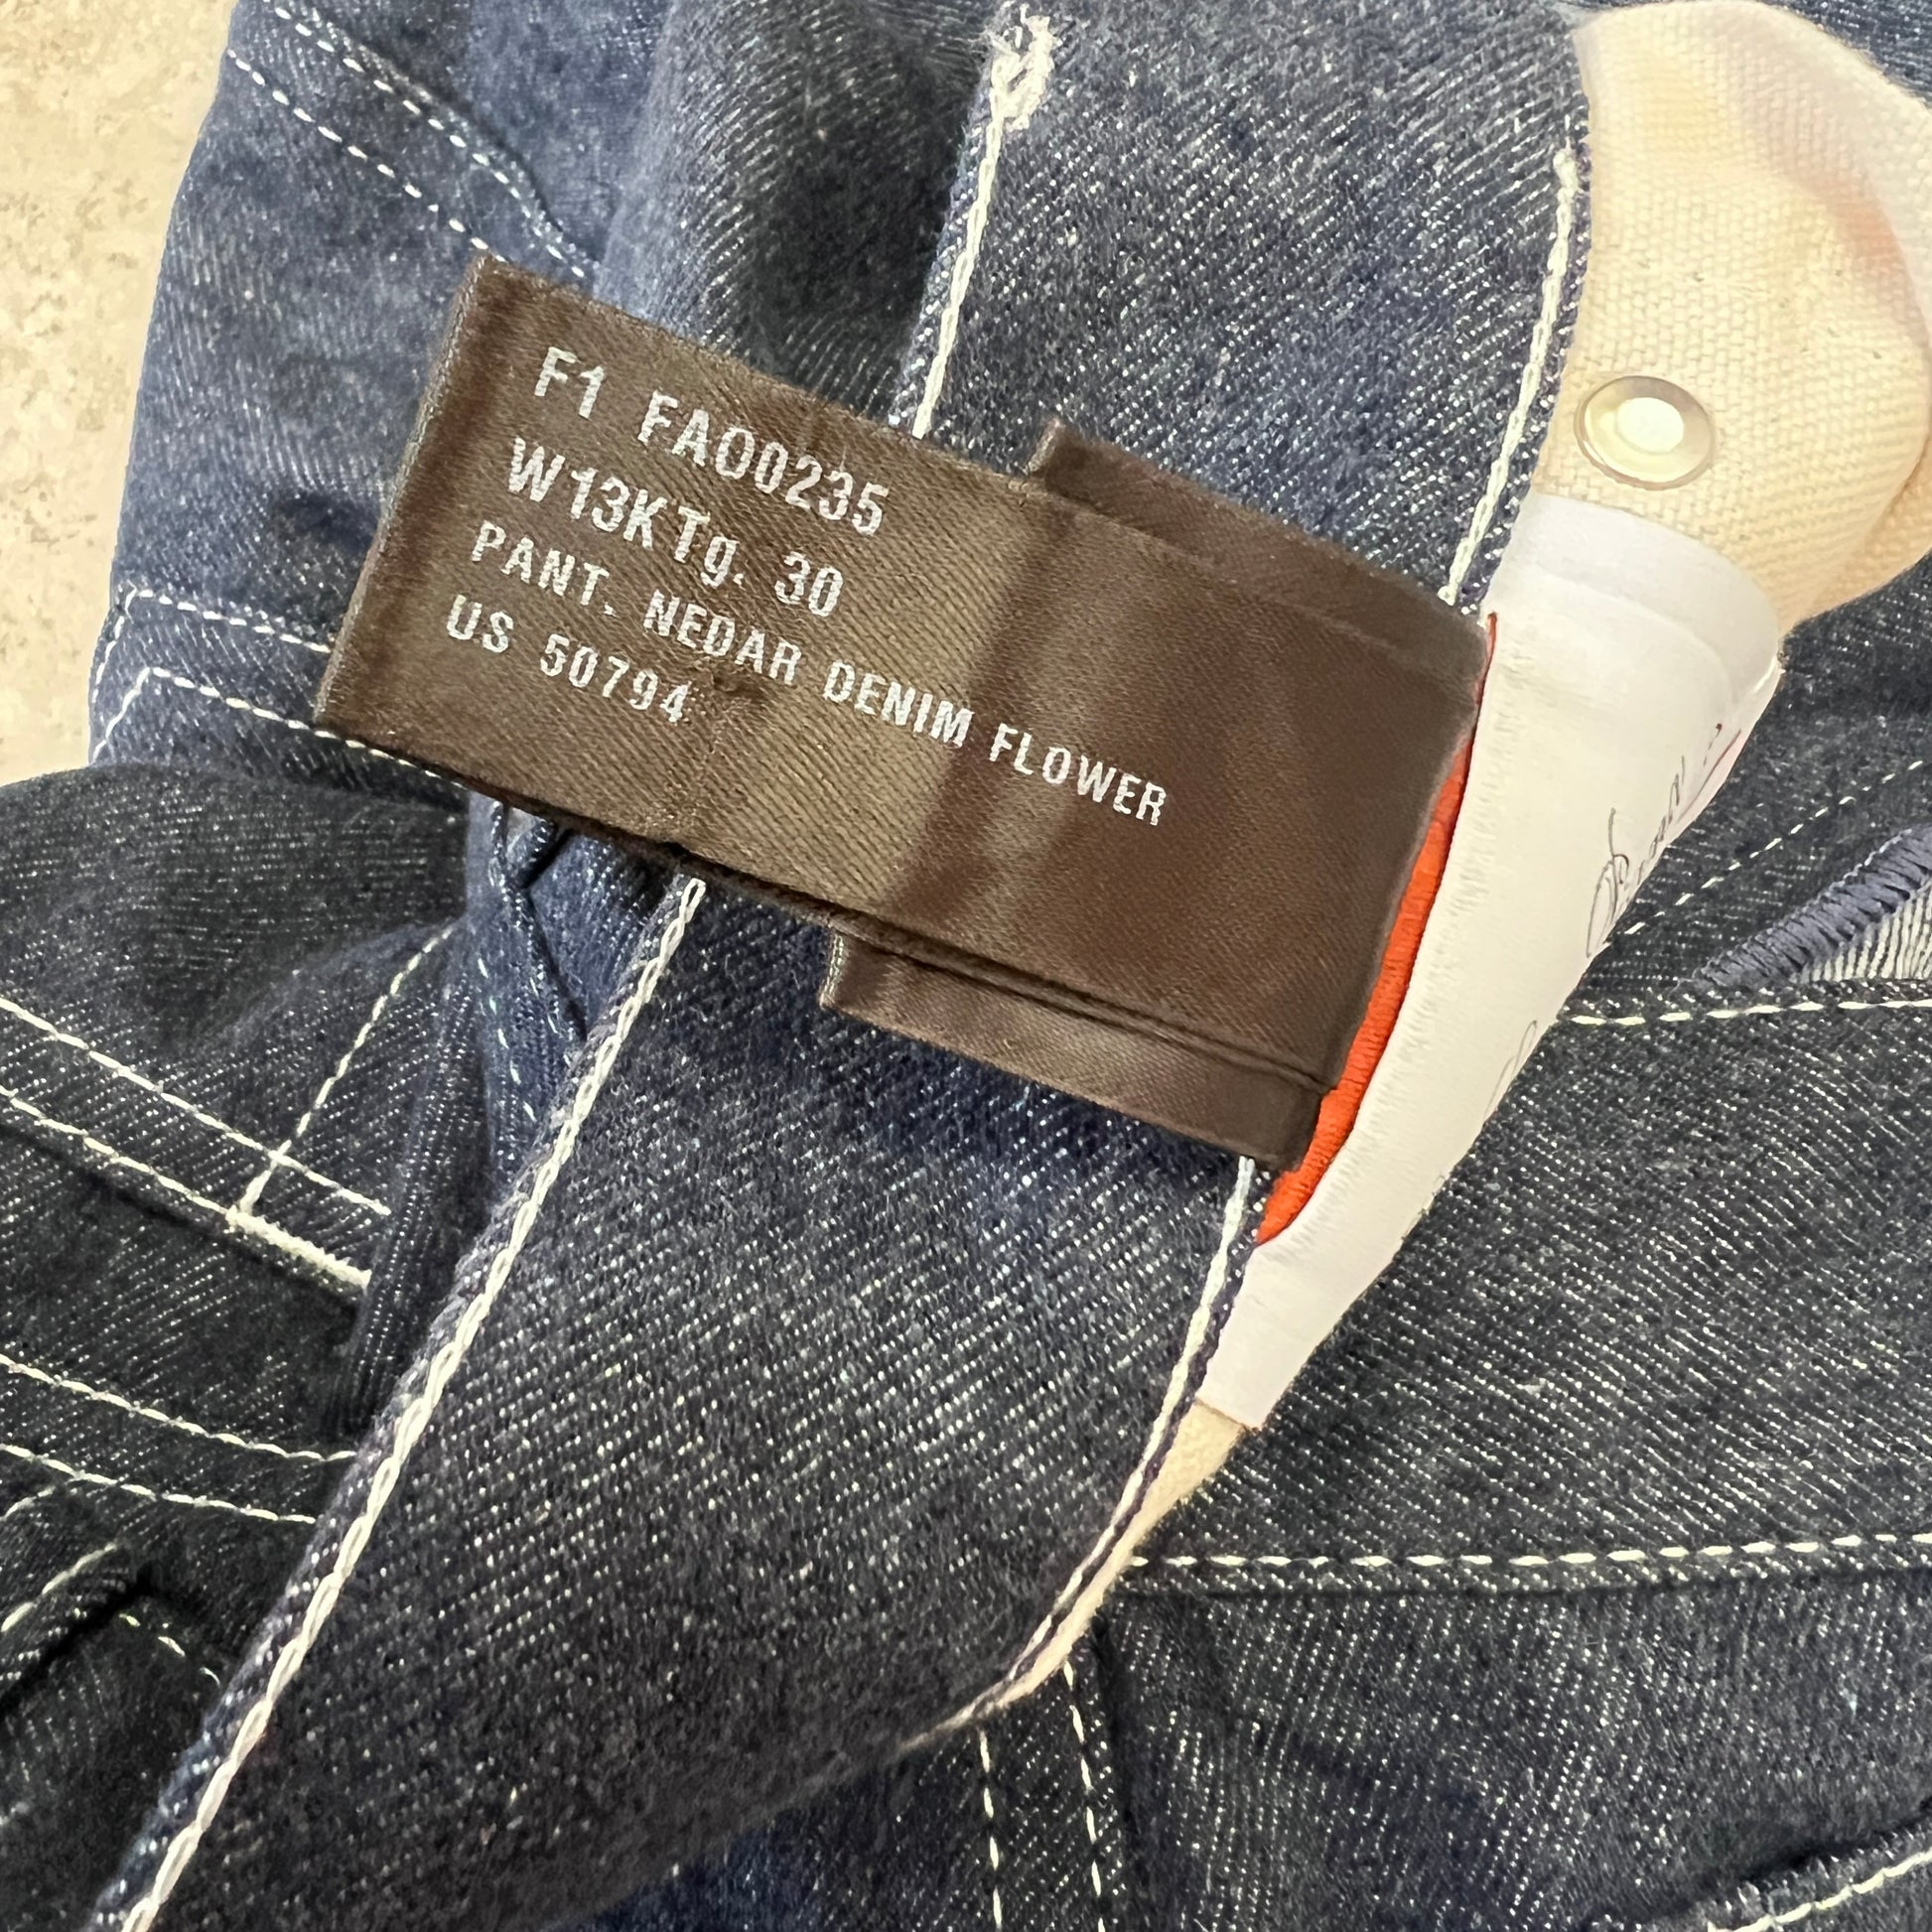 F1 FA00235
W13KTg. 30
PANT. NEDAR DENIM FLOWER
US 50794